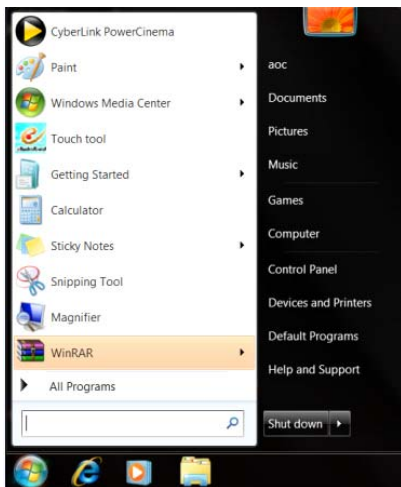 CyberLink PowerCinema
Paint
Windows Media Center
Touch tool
Getting Started
Calculator
Sticky Notes
Snipping Tool
Magnifier
WinRAR
All Programs
aoc
Documents
Pictures
Music
Games
Computer
Control Panel
Devices and Printers
Default Programs
Help and Support
Shut down